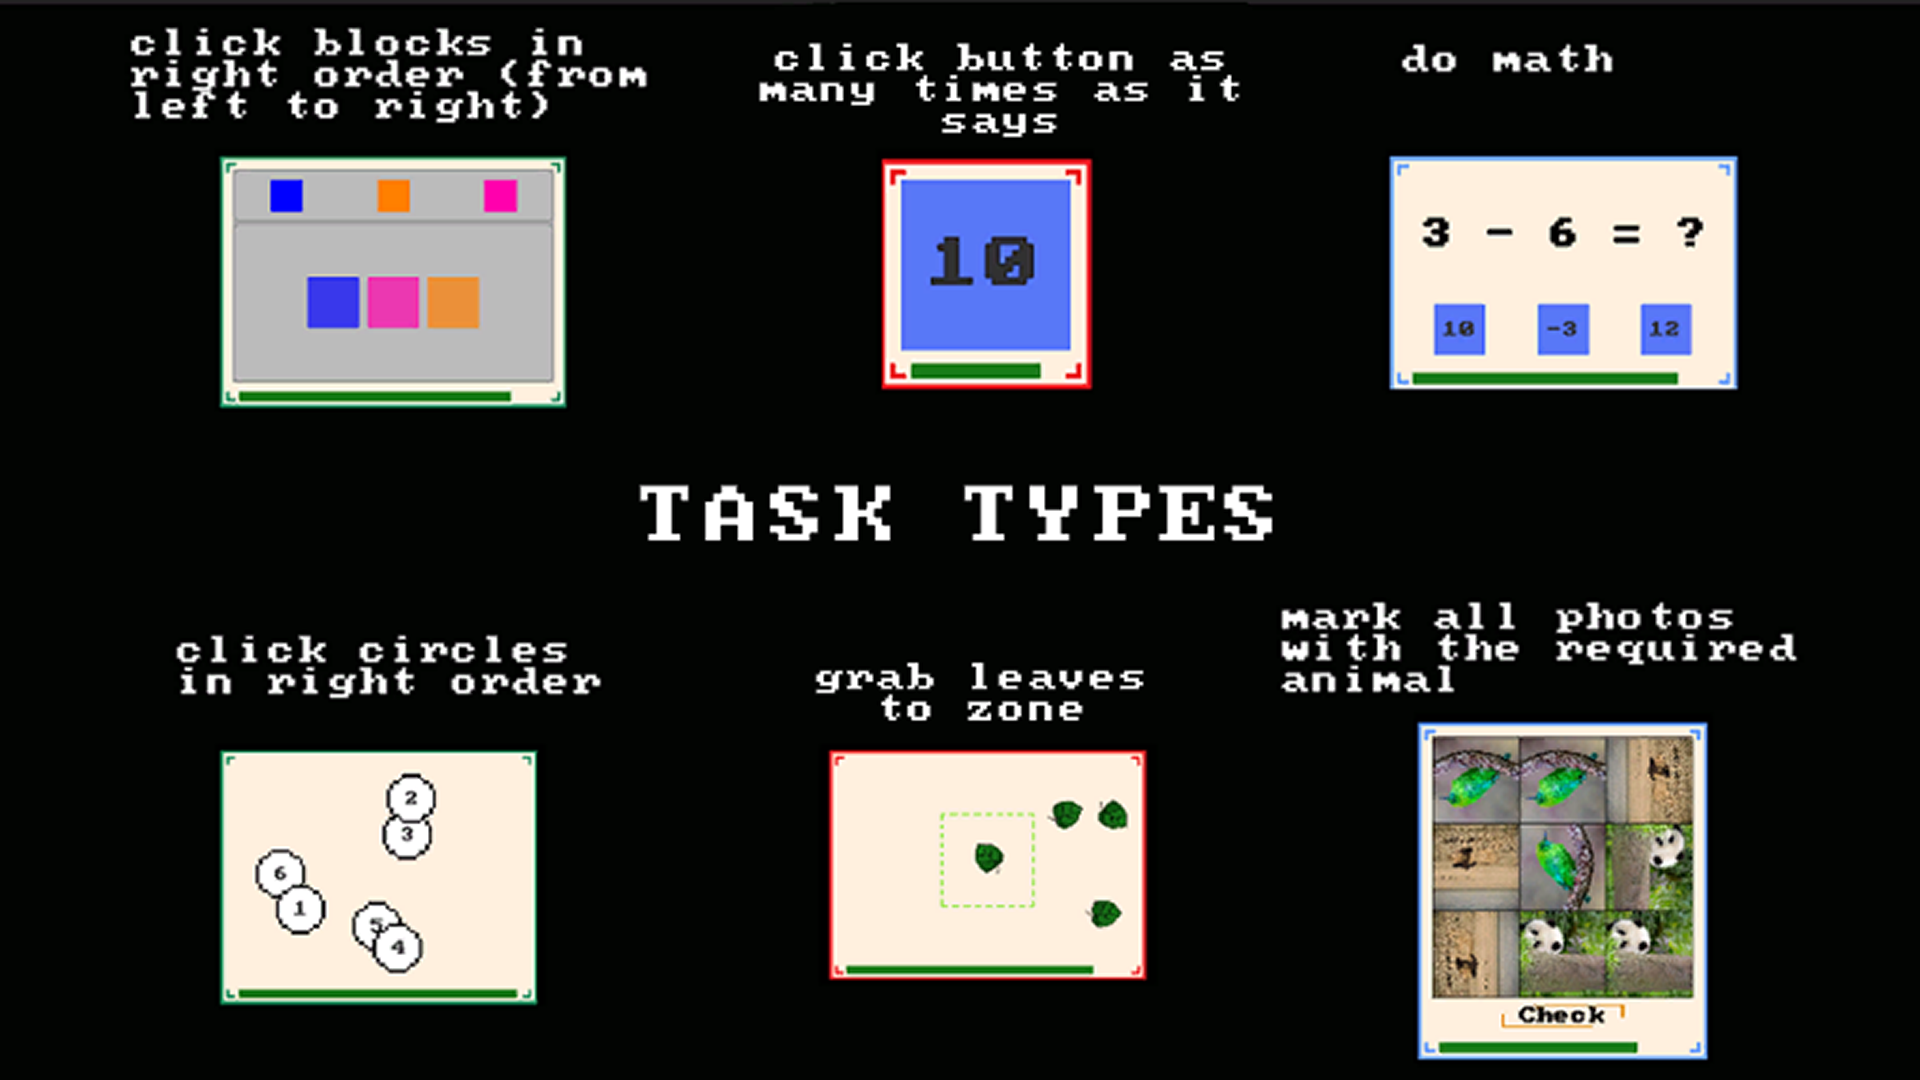 click blocks in
right order (from
left to right)
click button as
many times as it
says
do math
10
3 - 6 = ?
10 -3 12
TASK TYPES
click circles
in right order
grab leaves
to zone
mark all photos
with the required
animal
2
3
6
1
5
4
Check